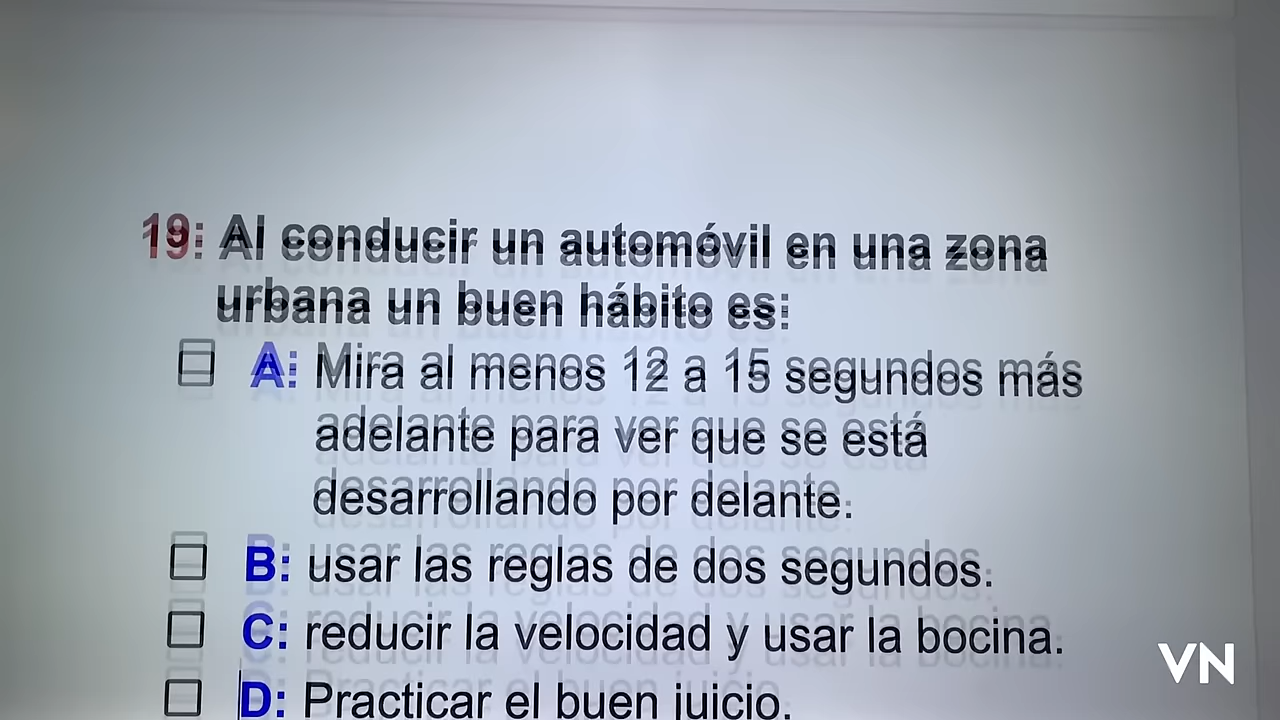 19: Al conducir un automóvil en una zona
urbana un buen hábito es:
A: Mira al menos 12 a 15 segundos más
adelante para ver que se está
desarrollando por delante.
B: usar las reglas de dos segundos.
C: reducir la velocidad y usar la bocina.
D: Practicar el buen juicio.
VN